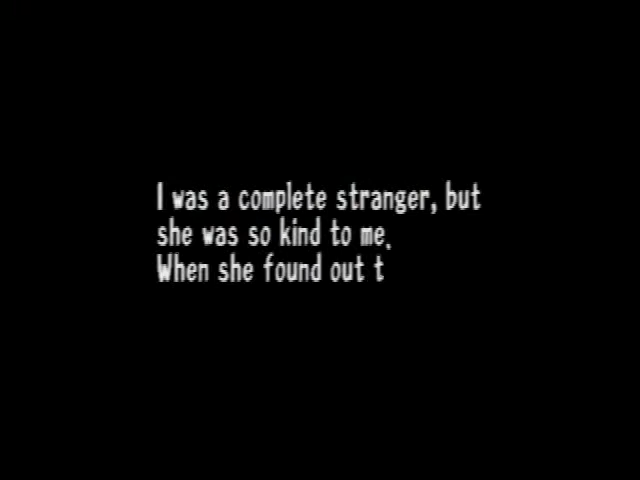 I was a complete stranger, but
she was so kind to me.
When she found out t